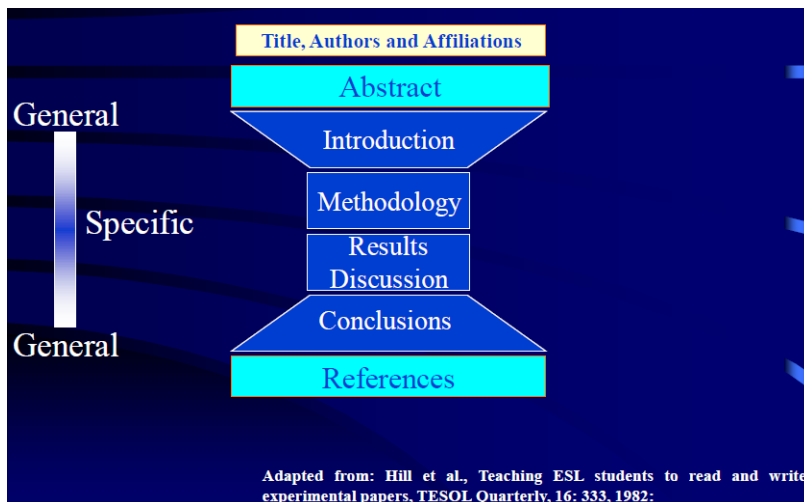 Title, Authors and Affiliations
Abstract
General
Introduction
Methodology
Specific
Results
Discussion
Conclusions
General
References
Adapted from: Hill et al., Teaching ESL students to read and write
experimental papers, TESOL Quarterly, 16: 333, 1982: